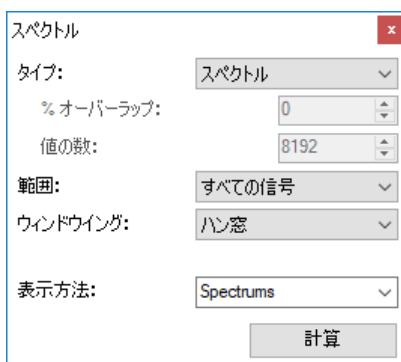 スペクトル
タイプ: スペクトル
% オーバーラップ: 0
値の数: 8192
範囲: すべての信号
ウィンドウイング: ハン窓
表示方法: Spectrums
計算